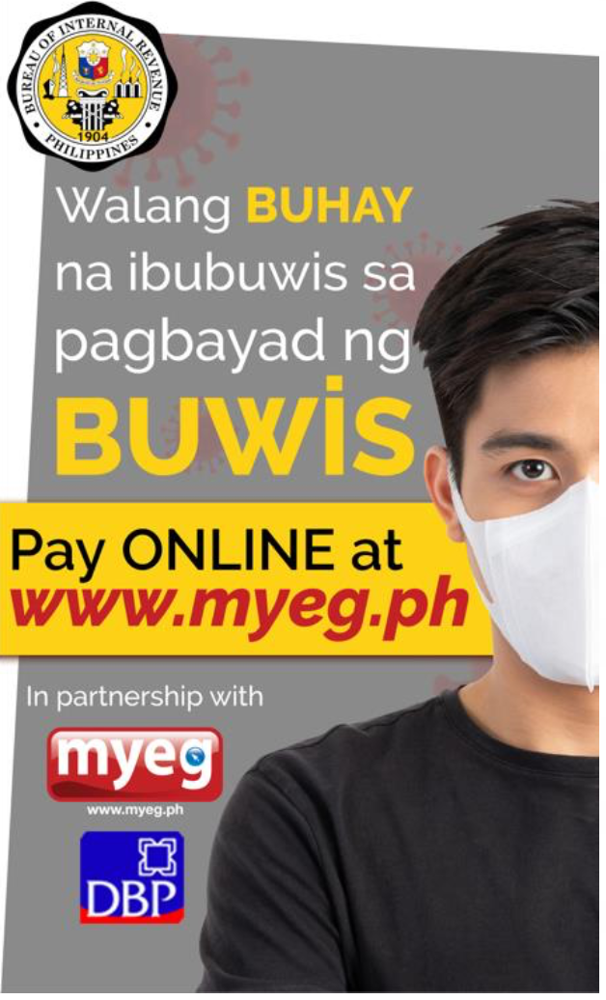 BUREAU OF INTERNAL REVENUE
1904
PHILIPPINES
Walang BUHAY
na ibubuwis sa
pagbayad ng
BUWiS
Pay ONLINE at
www.myeg.ph
In partnership with
myeg
www.myeg.ph
DBP